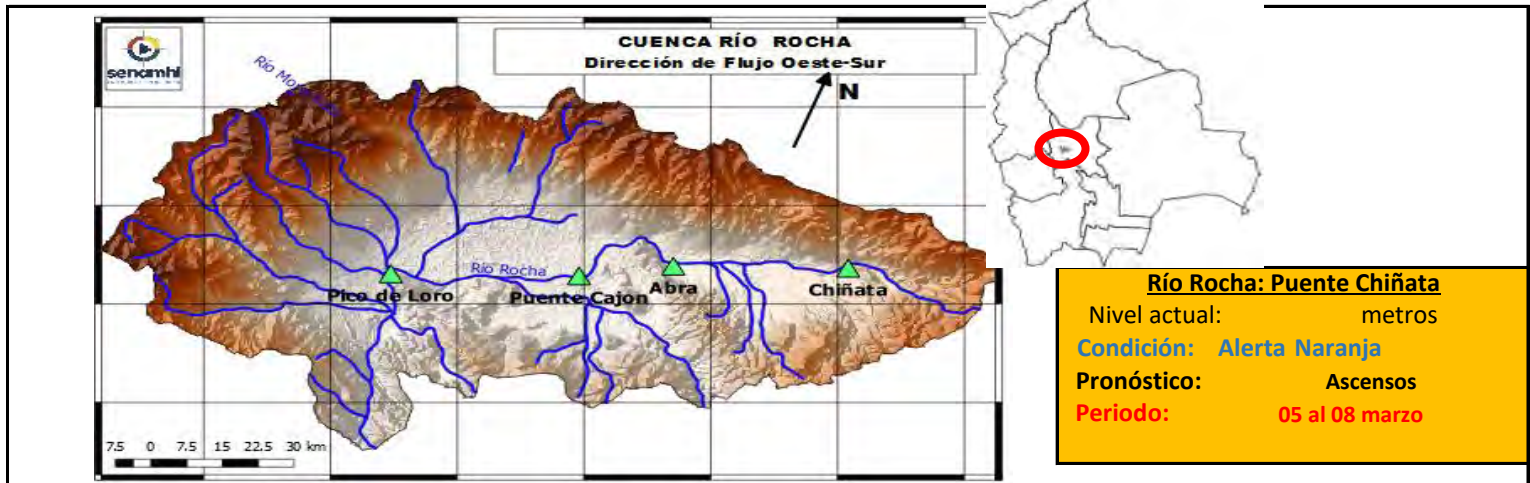 senamhi
CUENCA RÍO ROCHA
Dirección de Flujo Oeste-Sur
N
Río Rocha
Pico de Loro
Puente Cajon
Abra
Chiñata
7.5 0 7.5 15 22.5 30 km
Río Rocha: Puente Chiñata
Nivel actual: metros
Condición: Alerta Naranja
Pronóstico: Ascensos
Periodo: 05 al 08 marzo